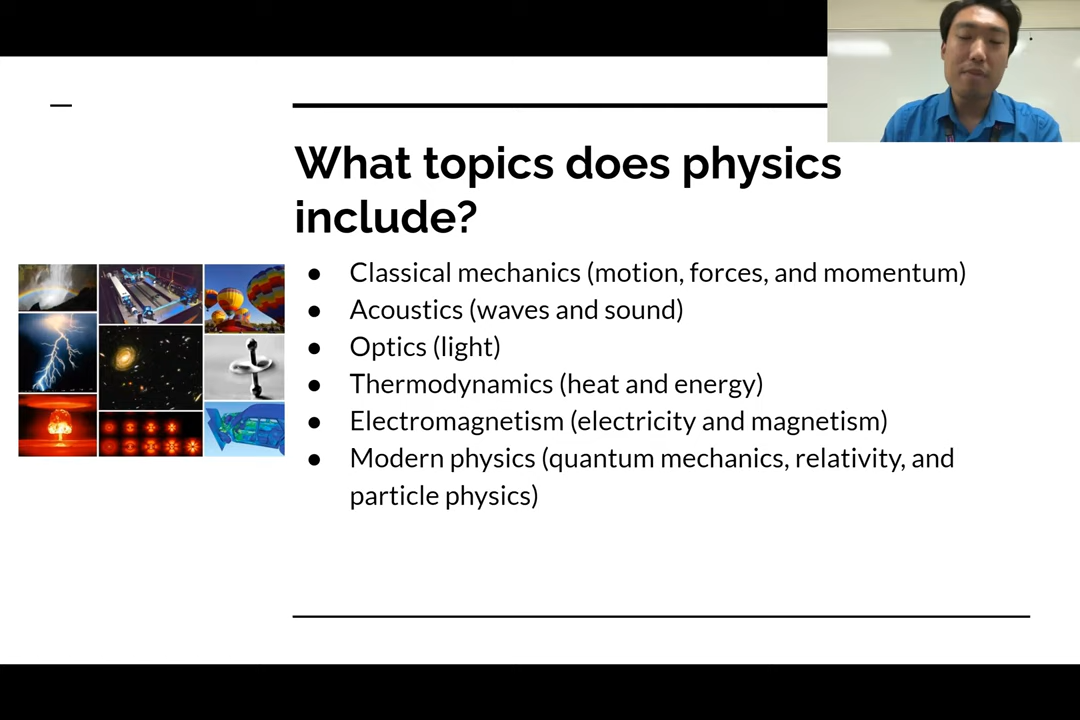 What topics does physics
include?
● Classical mechanics (motion, forces, and momentum)
● Acoustics (waves and sound)
● Optics (light)
● Thermodynamics (heat and energy)
● Electromagnetism (electricity and magnetism)
● Modern physics (quantum mechanics, relativity, and
particle physics)